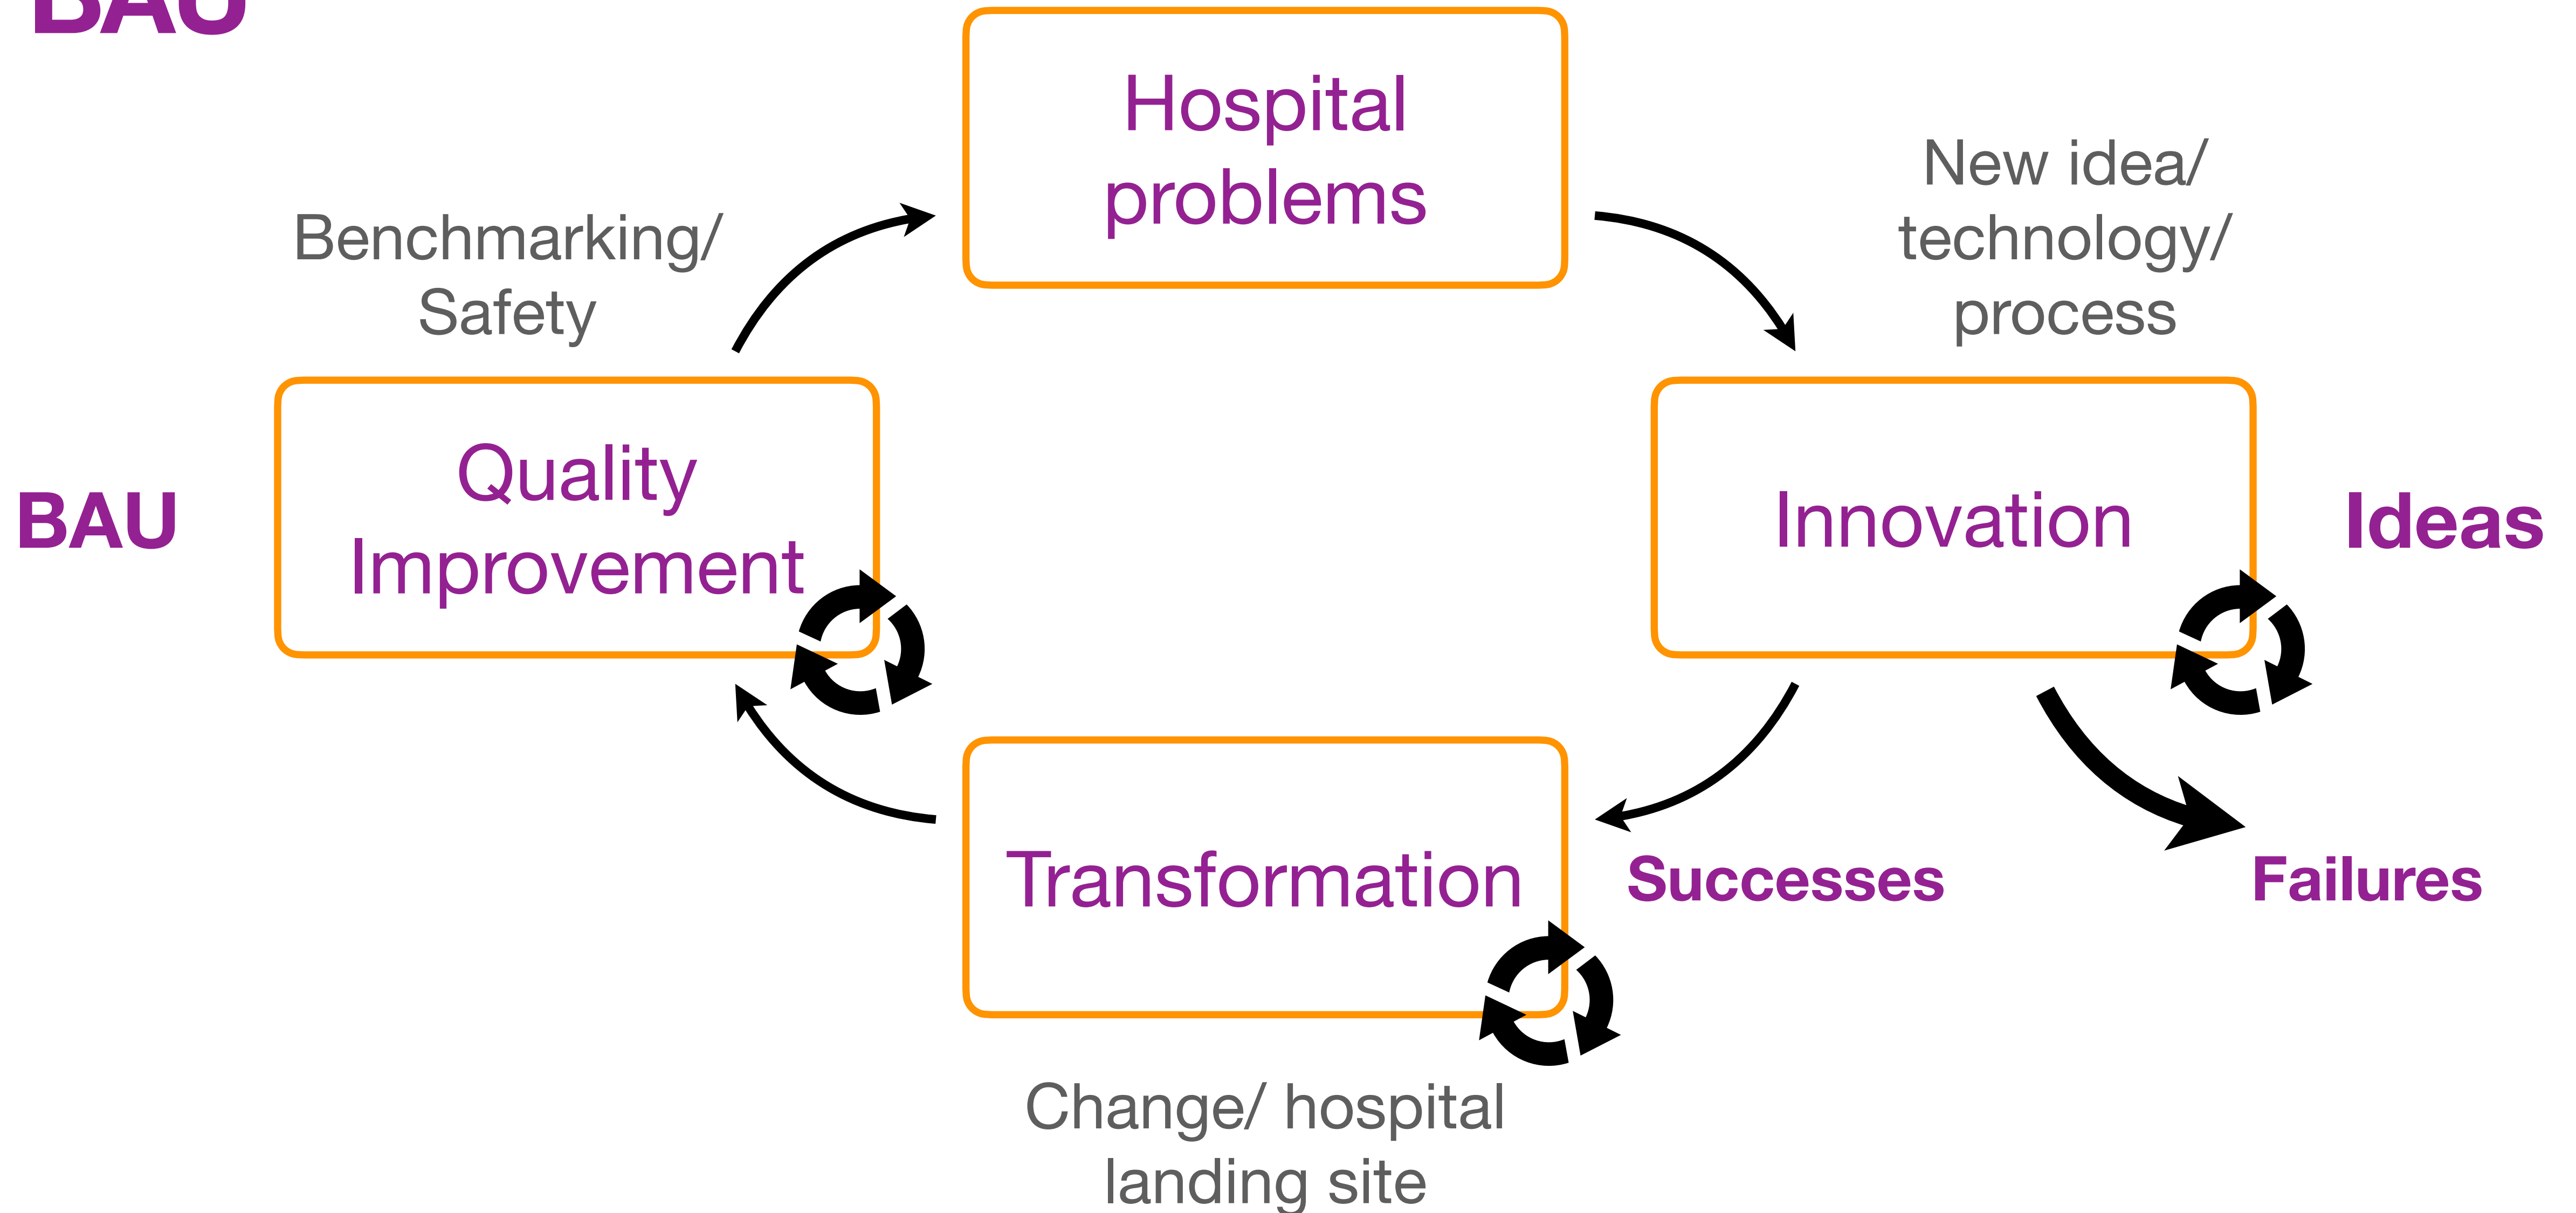 BAU
Hospital
problems
New idea/
technology/
process
Benchmarking/
Safety
Quality
Improvement
BAU
Innovation
Ideas
Transformation
Successes
Failures
Change/ hospital
landing site